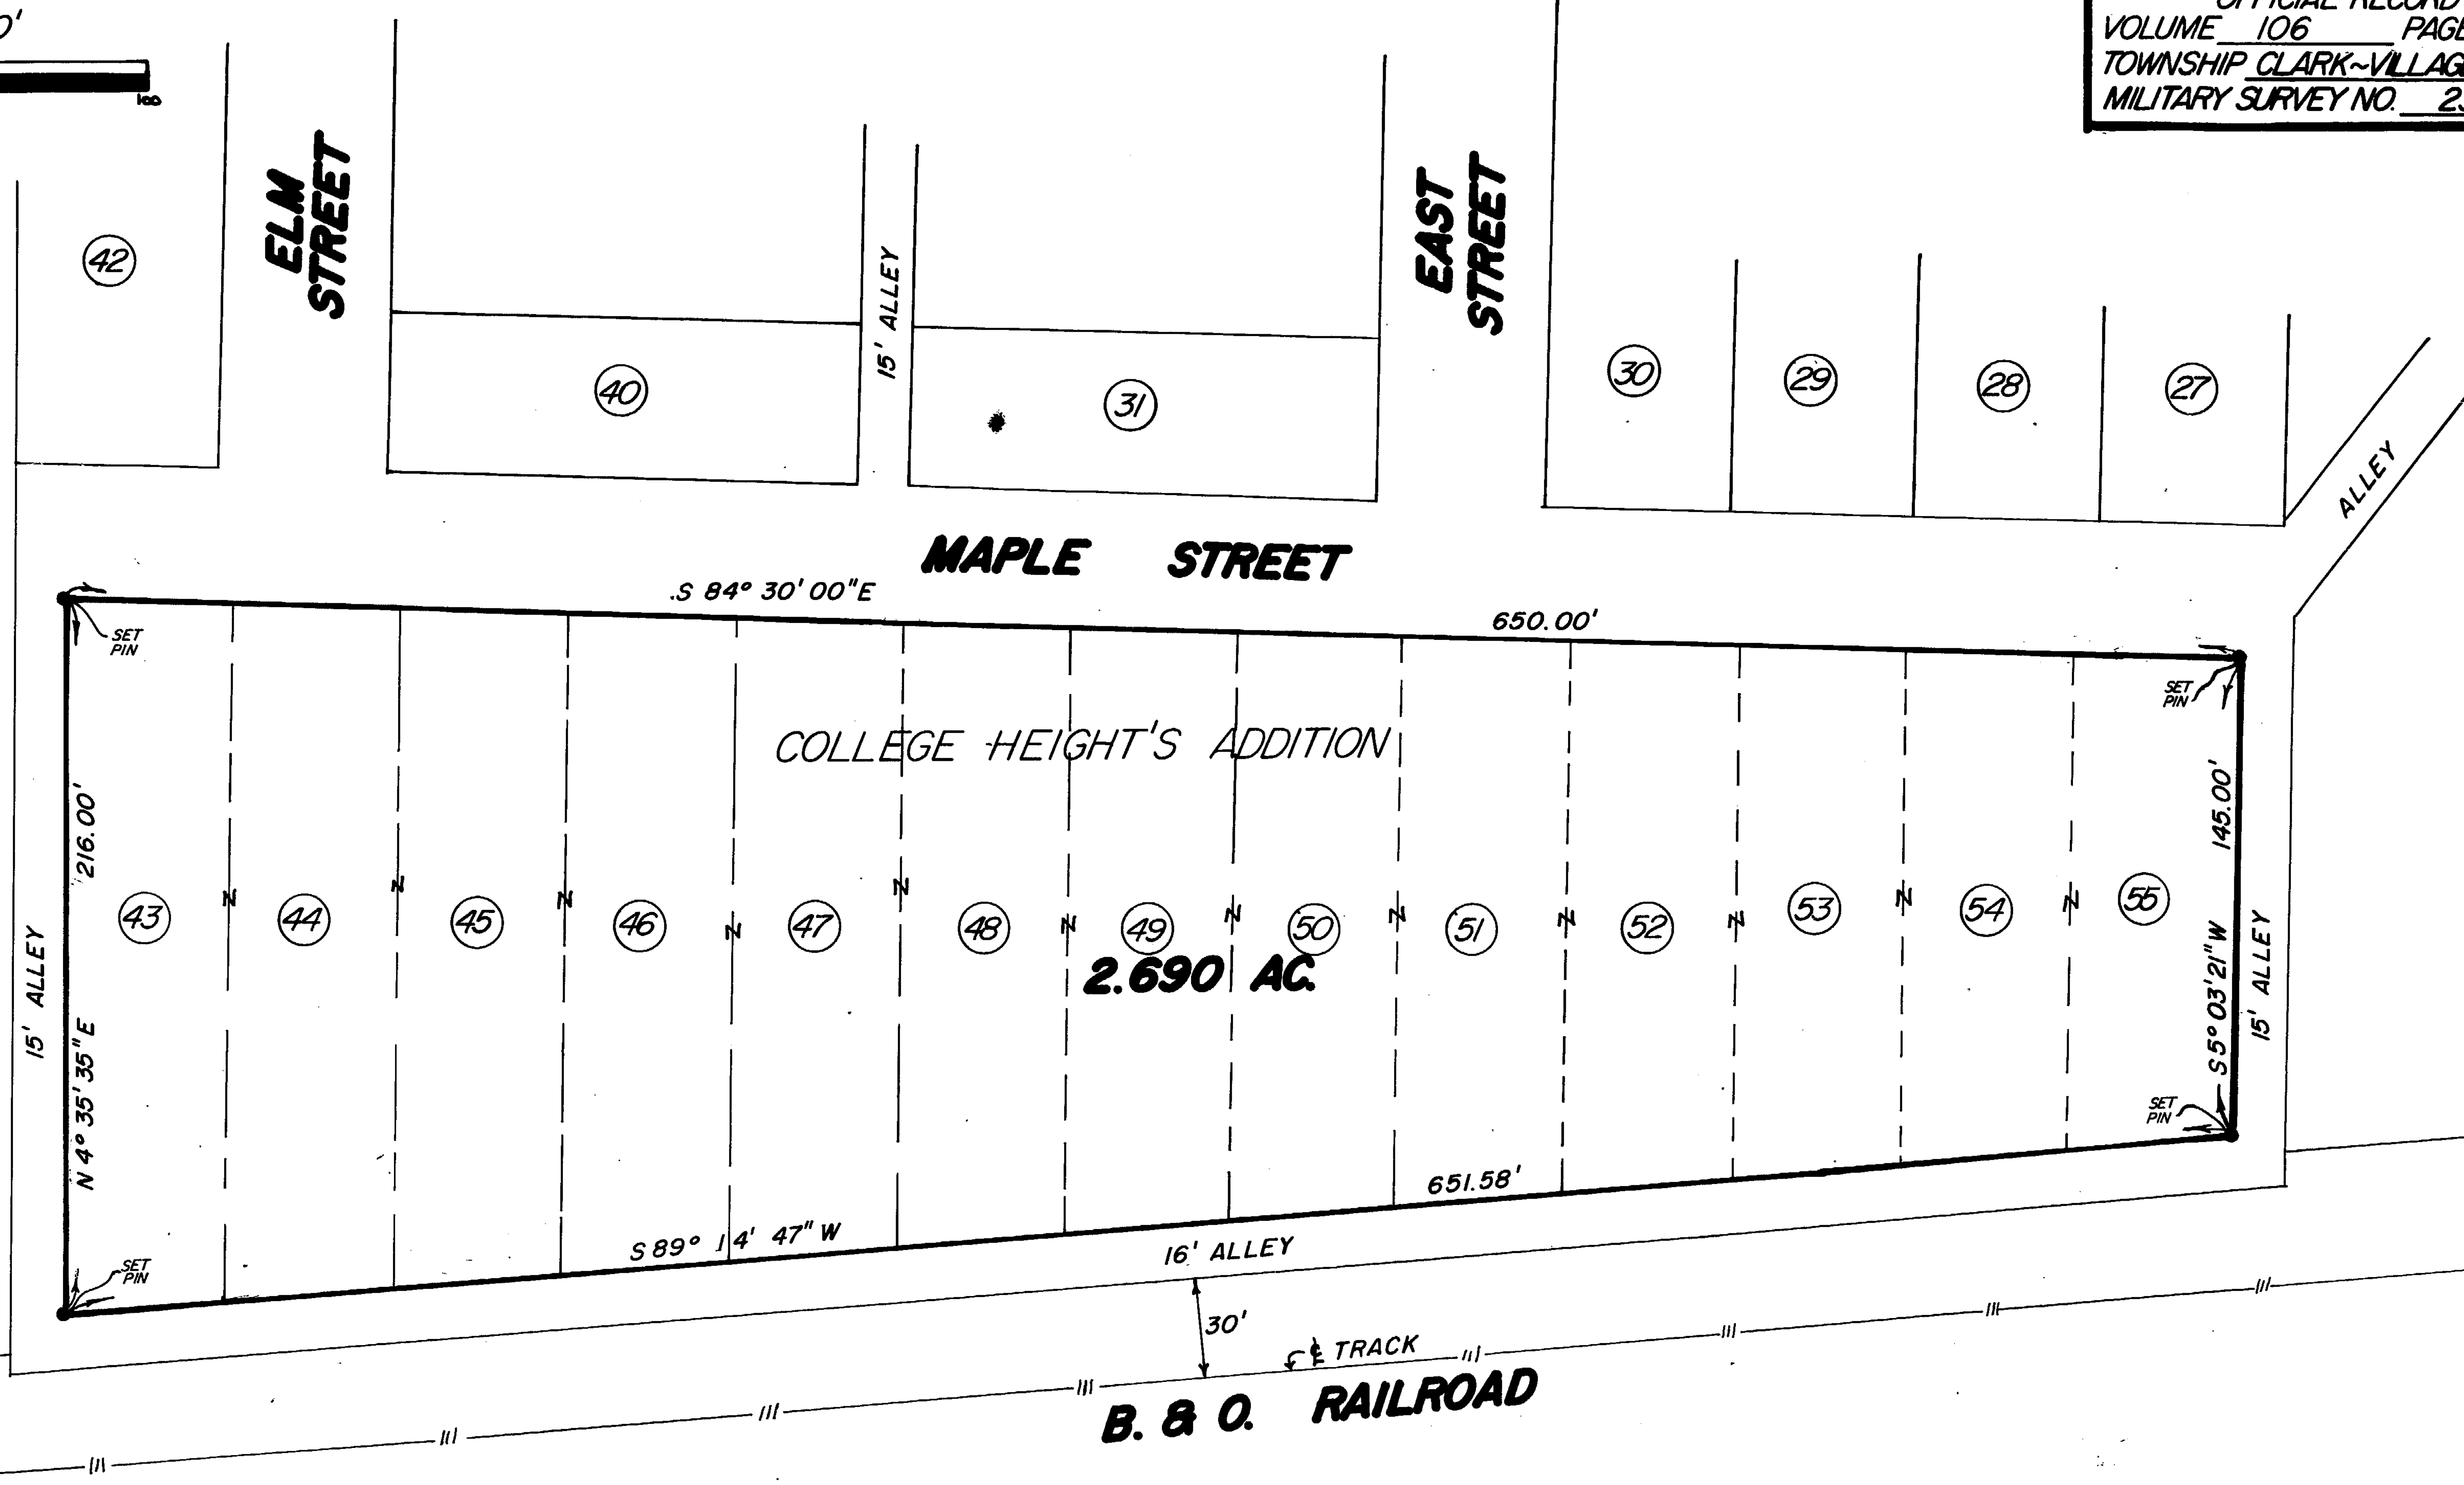 0'
100
VOLUME 106 PAGE
TOWNSHIP CLARK~VILLAG
MILITARY SURVEY NO. 2
ELM
STREET
EAST
STREET
42
40
15' ALLEY
31
30
29
28
27
ALLEY
MAPLE STREET
S 84° 30' 00" E
650.00'
SET
PIN
SET
PIN
COLLEGE HEIGHT'S ADDITION
216.00'
145.00'
43
44
45
46
47
48
49
50
51
52
53
54
55
2.690 AC.
15' ALLEY
N 4° 35' 35" E
S 5° 03' 21" W
15' ALLEY
SET
PIN
651.58'
S 89° 14' 47" W
16' ALLEY
SET
PIN
30'
℄ TRACK
B. & O. RAILROAD